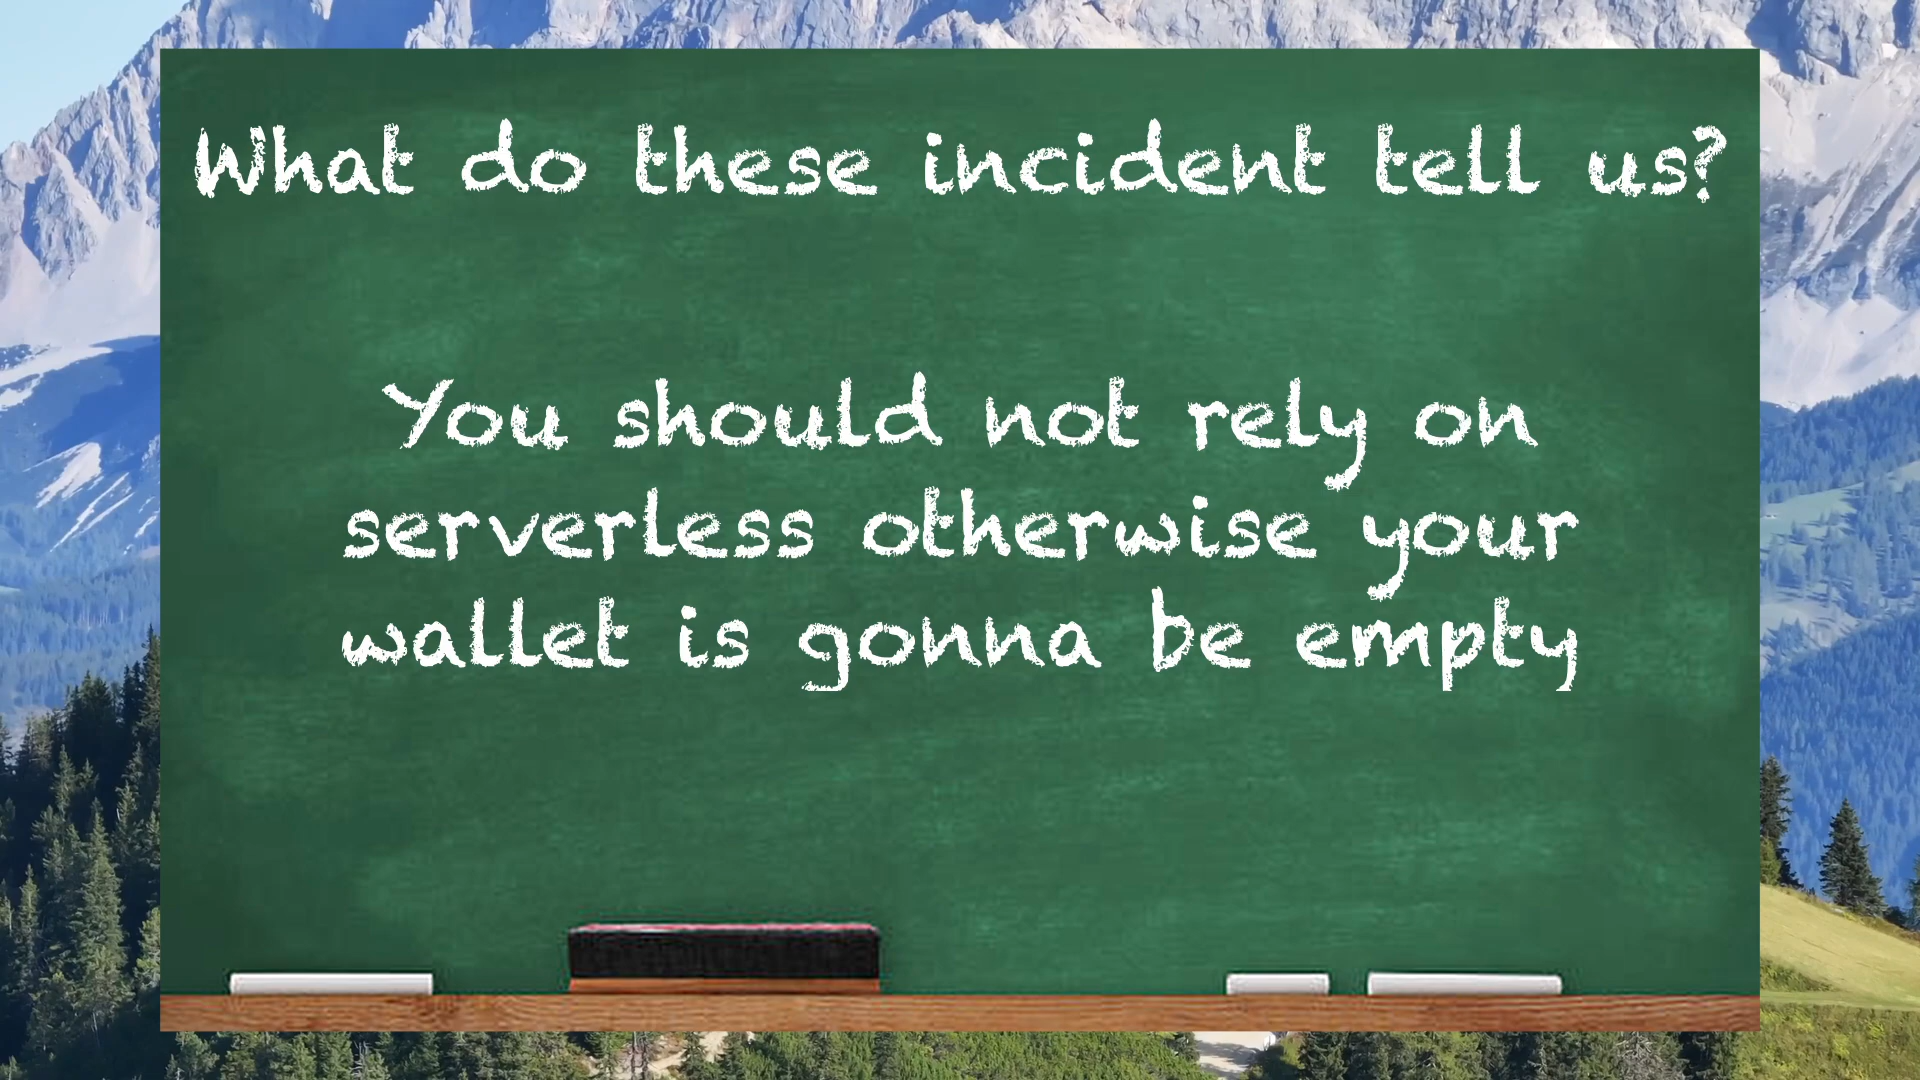 What do these incident tell us?
You should not rely on
serverless otherwise your
wallet is gonna be empty